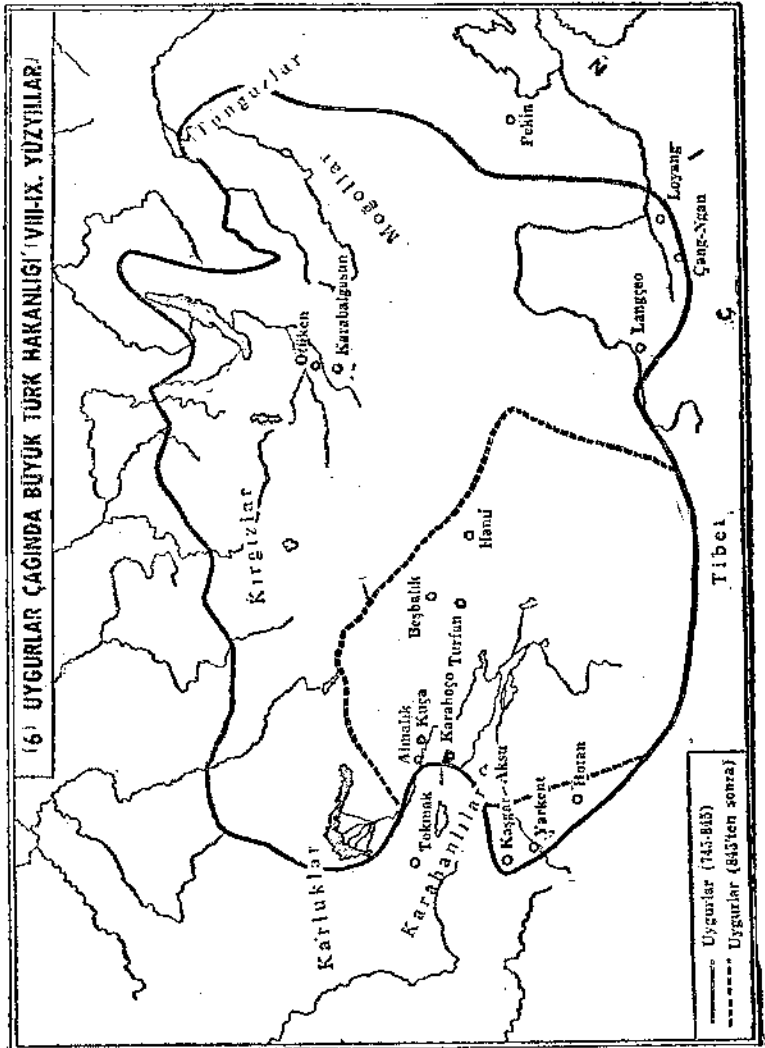 (6) UYGURLAR ÇAĞINDA BÜYÜK TÜRK HAKANLIĞI (VIII-IX. YÜZYILLAR)
Tunguzlar
Moğollar
Kırgızlar
Ötüken
Karabalgusun
Pekin
Karluklar
Beşbalık
Hami
Almalık
Kuça
Karahoço
Turfan
Tokmak
Karahanlılar
Aksu
Kaşgar
Yarkent
Hotan
Langçeo
Loyang
Çang-Ngan
Ç
İ
N
Tibet
Uygurlar (745-845)
Uygurlar (845'ten sonra)